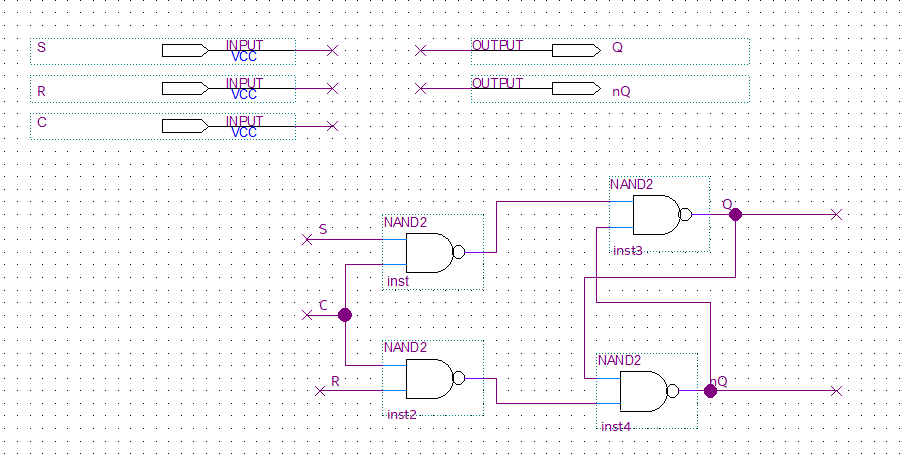 S INPUT VCC OUTPUT Q
R INPUT VCC OUTPUT nQ
C INPUT VCC
NAND2
Q
inst3
NAND2
S
inst
C
NAND2
R
inst2
NAND2
nQ
inst4